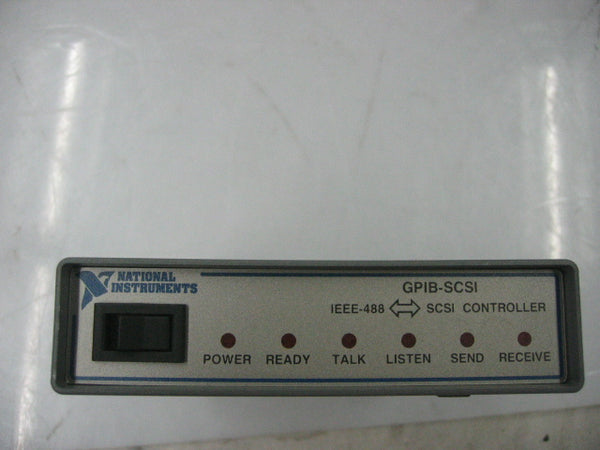 NATIONAL
INSTRUMENTS
GPIB-SCSI
IEEE-488 ⇔ SCSI CONTROLLER
POWER READY TALK LISTEN SEND RECEIVE